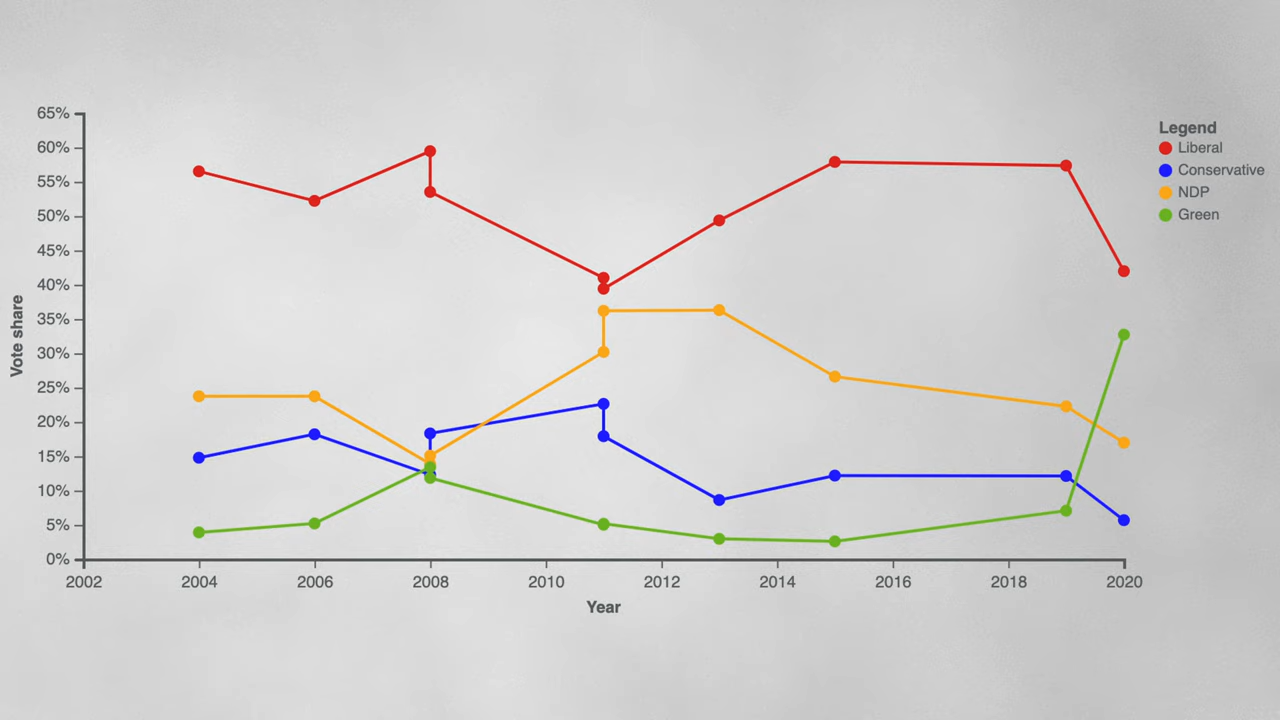 65%
60%
55%
50%
45%
40%
35%
30%
25%
20%
15%
10%
5%
0%
Vote share
2002 2004 2006 2008 2010 2012 2014 2016 2018 2020
Year
Legend
Liberal
Conservative
NDP
Green